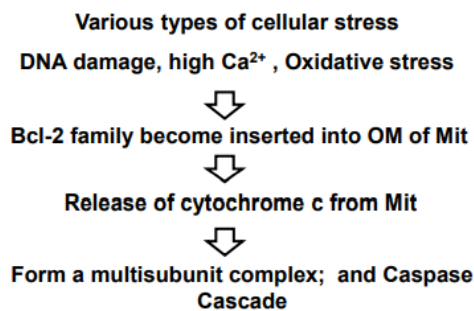 Various types of cellular stress
DNA damage, high Ca²⁺ , Oxidative stress
Bcl-2 family become inserted into OM of Mit
Release of cytochrome c from Mit
Form a multisubunit complex;  and Caspase
Cascade